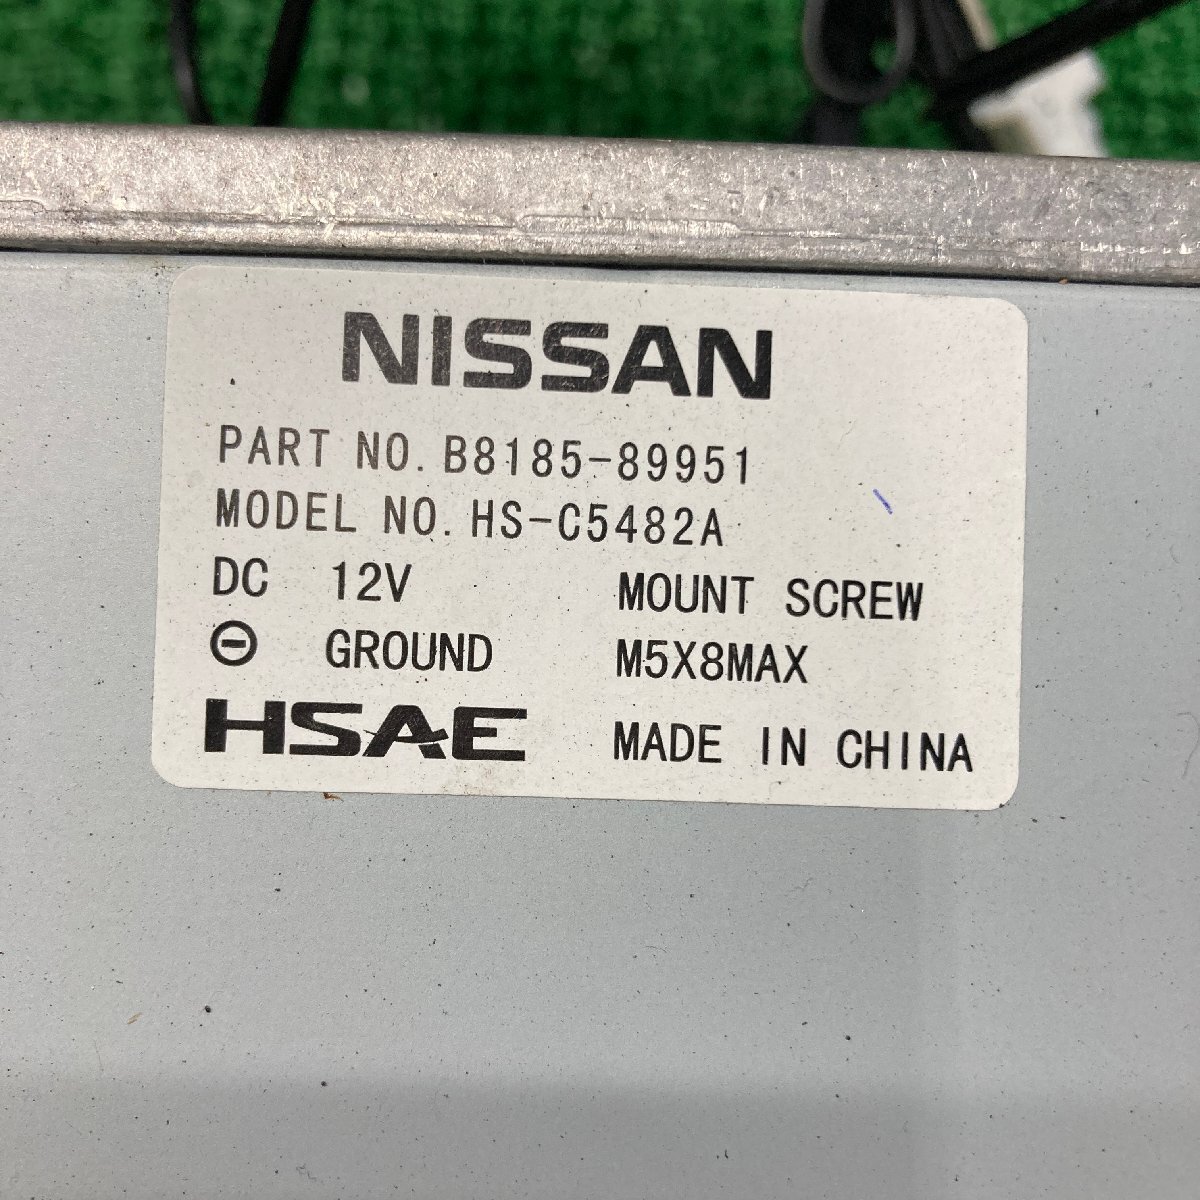 NISSAN
PART NO. B8185-89951
MODEL NO. HS-C5482A
DC 12V MOUNT SCREW
⊖ GROUND M5X8MAX
HSAE MADE IN CHINA